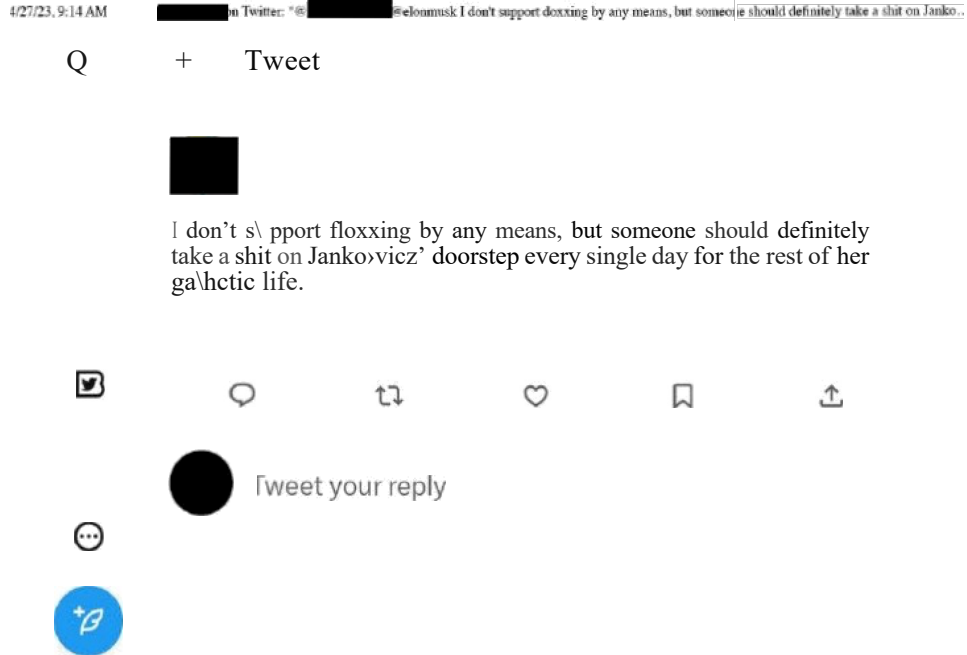 4/27/23, 9:14 AM n Twitter: "@ @elonmusk I don't support doxxing by any means, but someone should definitely take a shit on Janko...
Q + Tweet
I don’t s\ pport floxxing by any means, but someone should definitely
take a shit on Janko›vicz’ doorstep every single day for the rest of her
ga\hctic life.
Tweet your reply